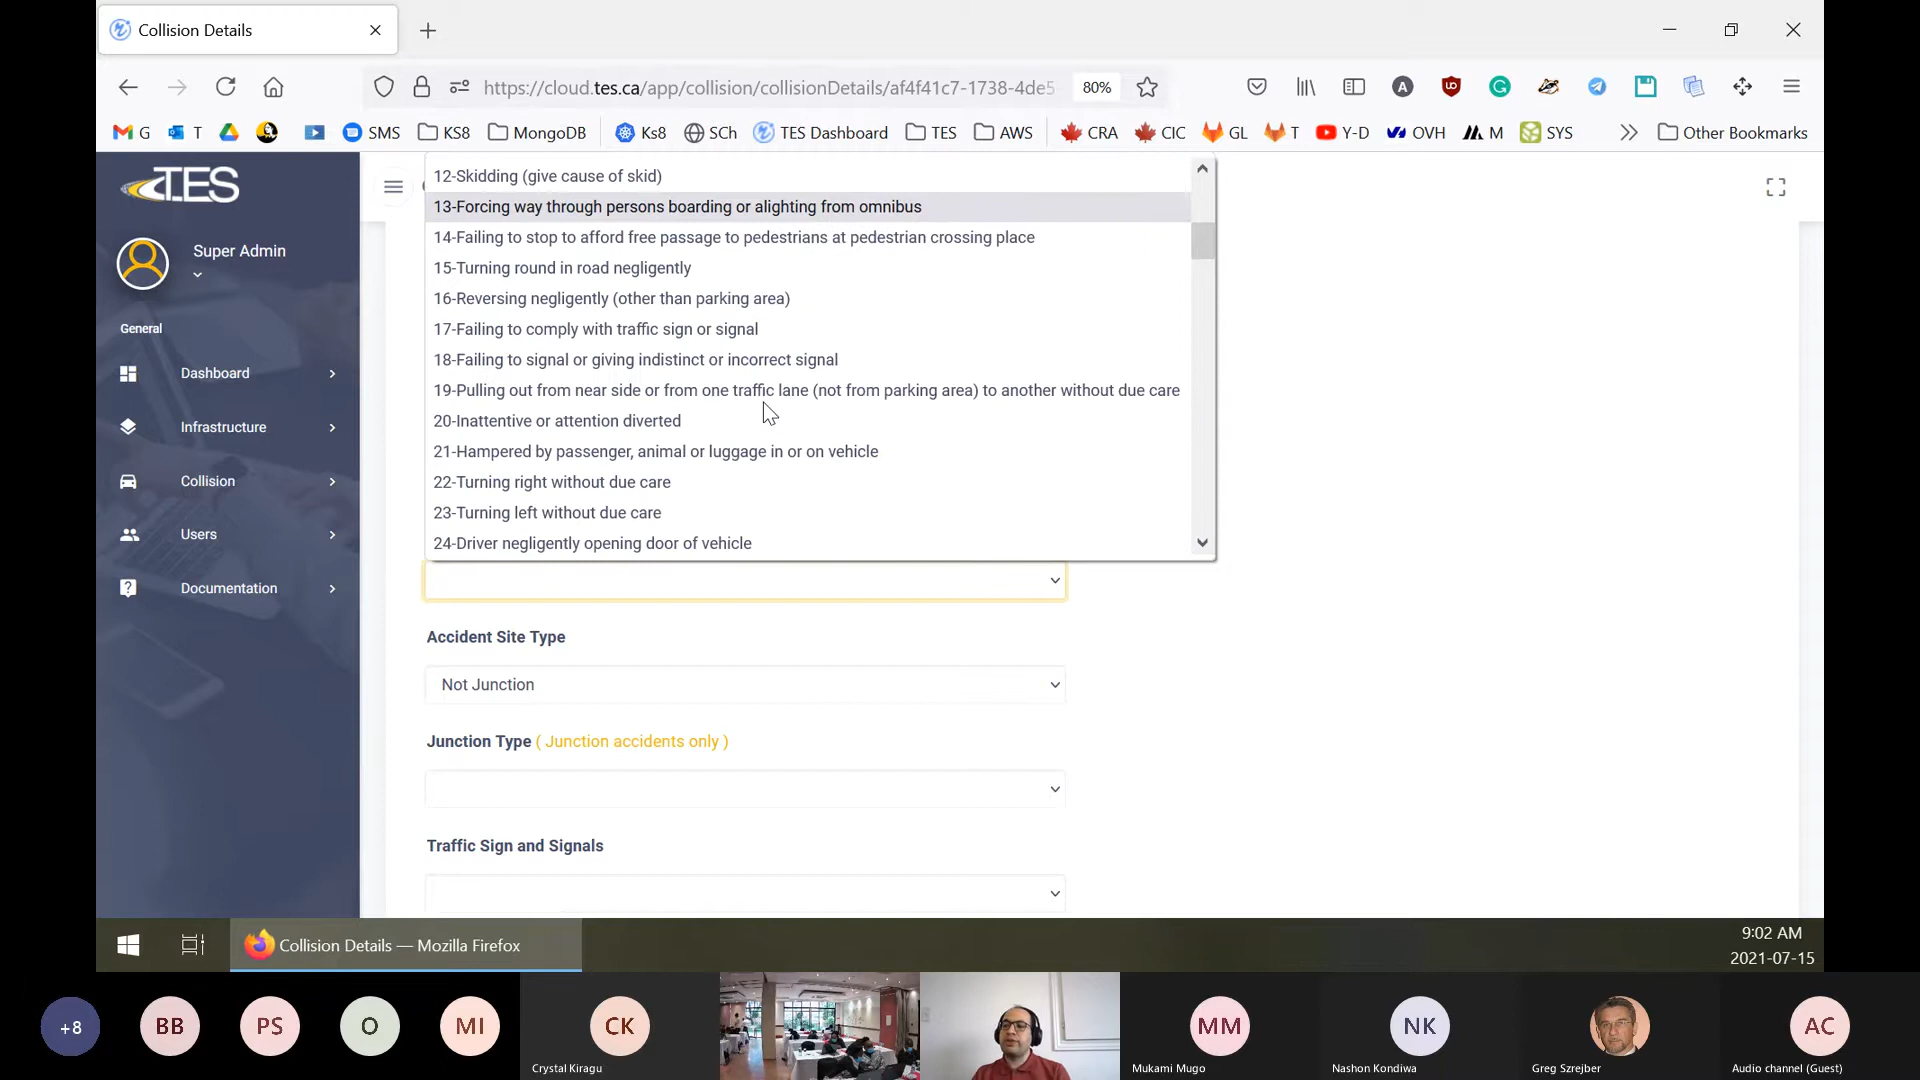 Collision Details
https://cloud.tes.ca/app/collision/collisionDetails/af4f41c7-1738-4de5
80%
G
T
SMS
KS8
MongoDB
Ks8
SCh
TES Dashboard
TES
AWS
CRA
CIC
GL
T
Y-D
OVH
M
SYS
Other Bookmarks
TES
Super Admin
General
Dashboard
Infrastructure
Collision
Users
Documentation
12-Skidding (give cause of skid)
13-Forcing way through persons boarding or alighting from omnibus
14-Failing to stop to afford free passage to pedestrians at pedestrian crossing place
15-Turning round in road negligently
16-Reversing negligently (other than parking area)
17-Failing to comply with traffic sign or signal
18-Failing to signal or giving indistinct or incorrect signal
19-Pulling out from near side or from one traffic lane (not from parking area) to another without due care
20-Inattentive or attention diverted
21-Hampered by passenger, animal or luggage in or on vehicle
22-Turning right without due care
23-Turning left without due care
24-Driver negligently opening door of vehicle
Accident Site Type
Not Junction
Junction Type ( Junction accidents only )
Traffic Sign and Signals
Collision Details — Mozilla Firefox
9:02 AM
2021-07-15
+8
BB
PS
O
MI
CK
Crystal Kiragu
MM
Mukami Mugo
NK
Nashon Kondiwa
Greg Szrejber
AC
Audio channel (Guest)